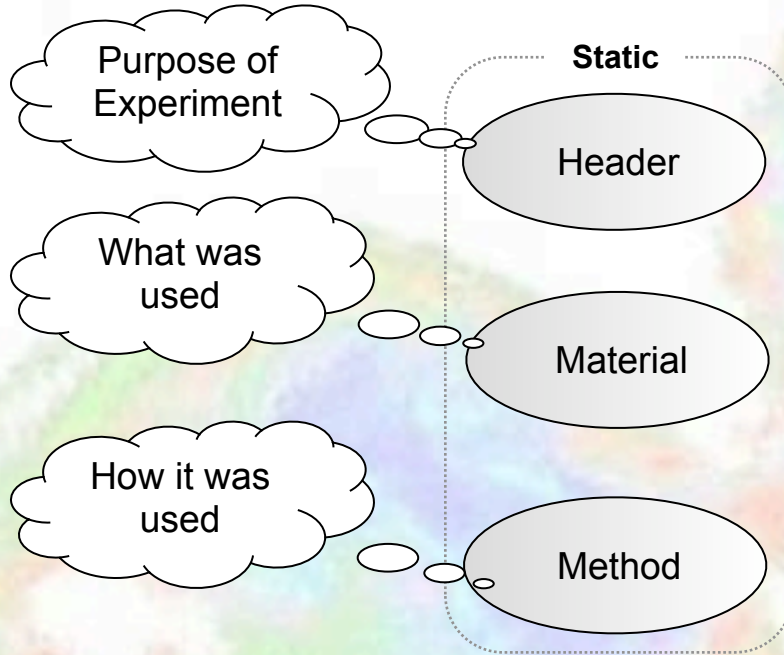 Purpose of
Experiment
Static
Header
What was
used
Material
How it was
used
Method